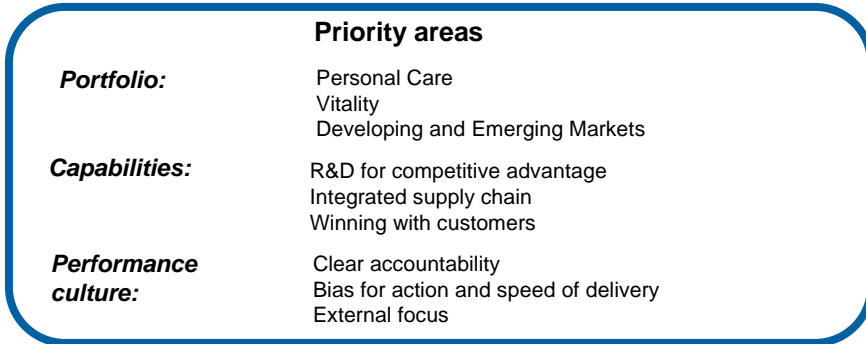 Priority areas
Portfolio:
Personal Care
Vitality
Developing and Emerging Markets
Capabilities:
R&D for competitive advantage
Integrated supply chain
Winning with customers
Performance
culture:
Clear accountability
Bias for action and speed of delivery
External focus